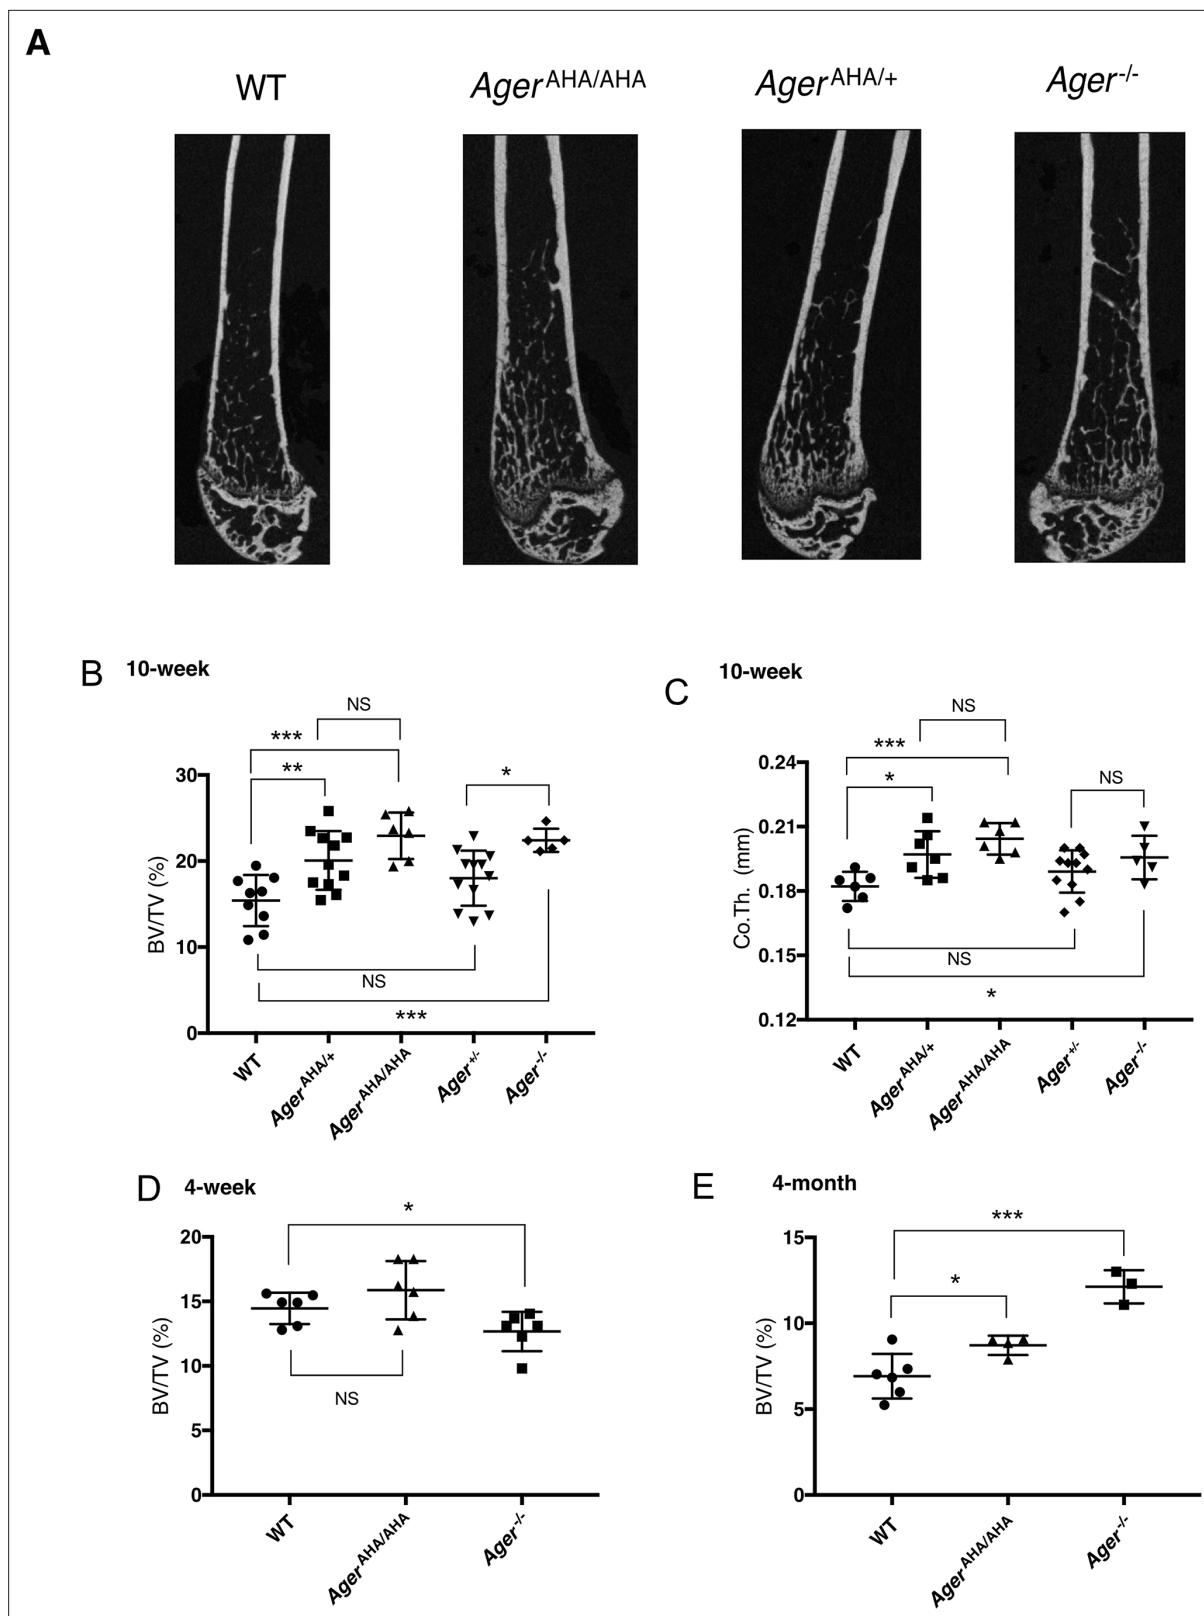 A
WT
Ager AHA/AHA
Ager AHA/+
Ager -/-
B
10-week
NS
***
**
*
30
20
10
0
BV/TV (%)
NS
***
WT
Ager AHA/+
Ager AHA/AHA
Ager +/-
Ager -/-
C
10-week
NS
***
*
NS
0.24
0.21
0.18
0.15
0.12
Co.Th. (mm)
NS
*
WT
Ager AHA/+
Ager AHA/AHA
Ager +/-
Ager -/-
D
4-week
*
20
15
10
5
0
BV/TV (%)
NS
WT
Ager AHA/AHA
Ager -/-
E
4-month
***
*
15
10
5
0
BV/TV (%)
WT
Ager AHA/AHA
Ager -/-